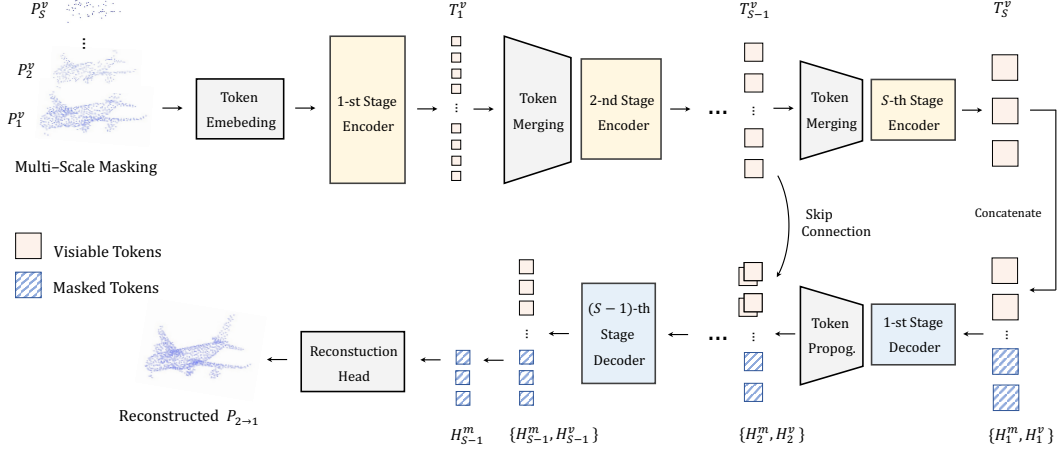 P_S^v
T_1^v
T_{S-1}^v
T_S^v
⋮
P_2^v
P_1^v
Token
Emebeding
1-st Stage
Encoder
⋮
Token
Merging
2-nd Stage
Encoder
...
⋮
Token
Merging
S-th Stage
Encoder
Multi–Scale Masking
Skip
Connection
Concatenate
Visiable Tokens
Masked Tokens
Reconstuction
Head
⋮
(S − 1)-th
Stage
Decoder
...
⋮
Token
Propog.
1-st Stage
Decoder
⋮
Reconstructed P_{2→1}
H_{S-1}^m
{H_{S-1}^m, H_{S-1}^v}
{H_2^m, H_2^v}
{H_1^m, H_1^v}